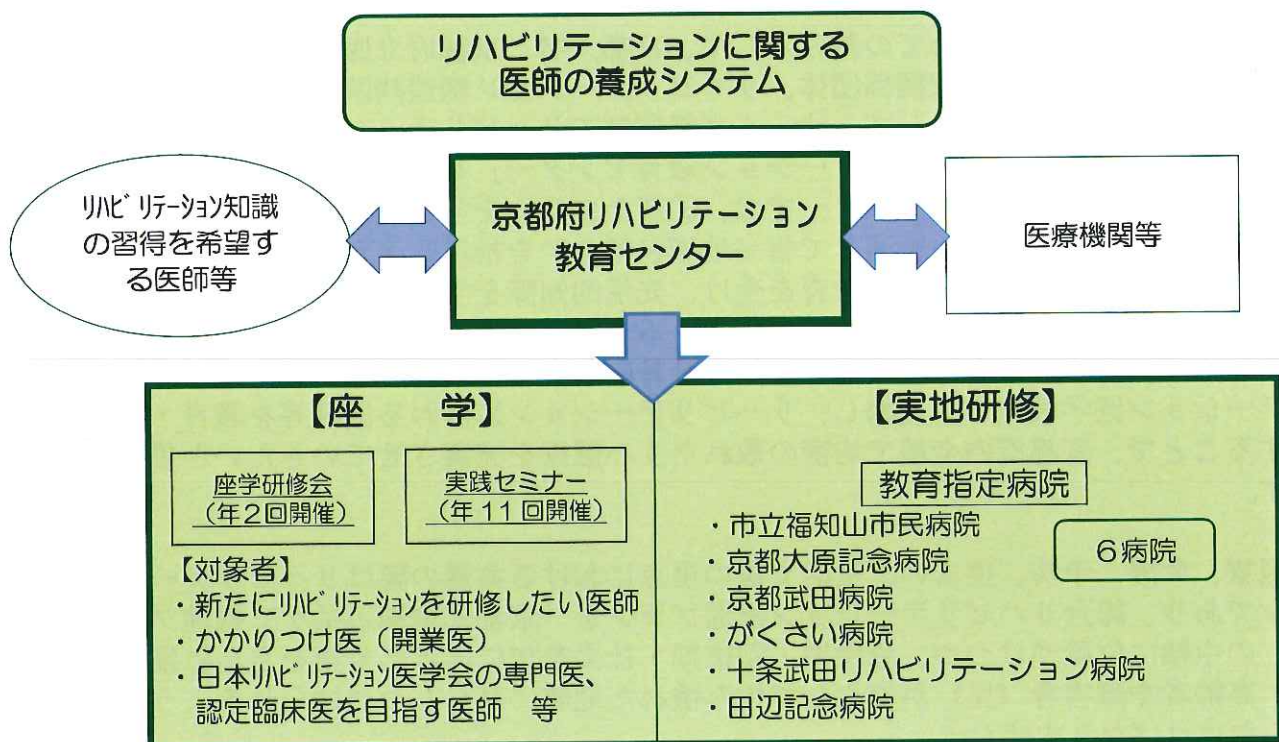 リハビリテーションに関する
医師の養成システム
ﾘﾊﾋﾞﾘﾃｰｼｮﾝ知識
の習得を希望す
る医師等
京都府リハビリテーション
教育センター
医療機関等
【座　　学】
座学研修会
（年２回開催）
実践セミナー
（年１１回開催）
【対象者】
・新たにﾘﾊﾋﾞﾘﾃｰｼｮﾝを研修したい医師
・かかりつけ医（開業医）
・日本ﾘﾊﾋﾞﾘﾃｰｼｮﾝ医学会の専門医、
認定臨床医を目指す医師　等
【実地研修】
教育指定病院
・市立福知山市民病院
・京都大原記念病院
・京都武田病院
・がくさい病院
・十条武田リハビリテーション病院
・田辺記念病院
６病院